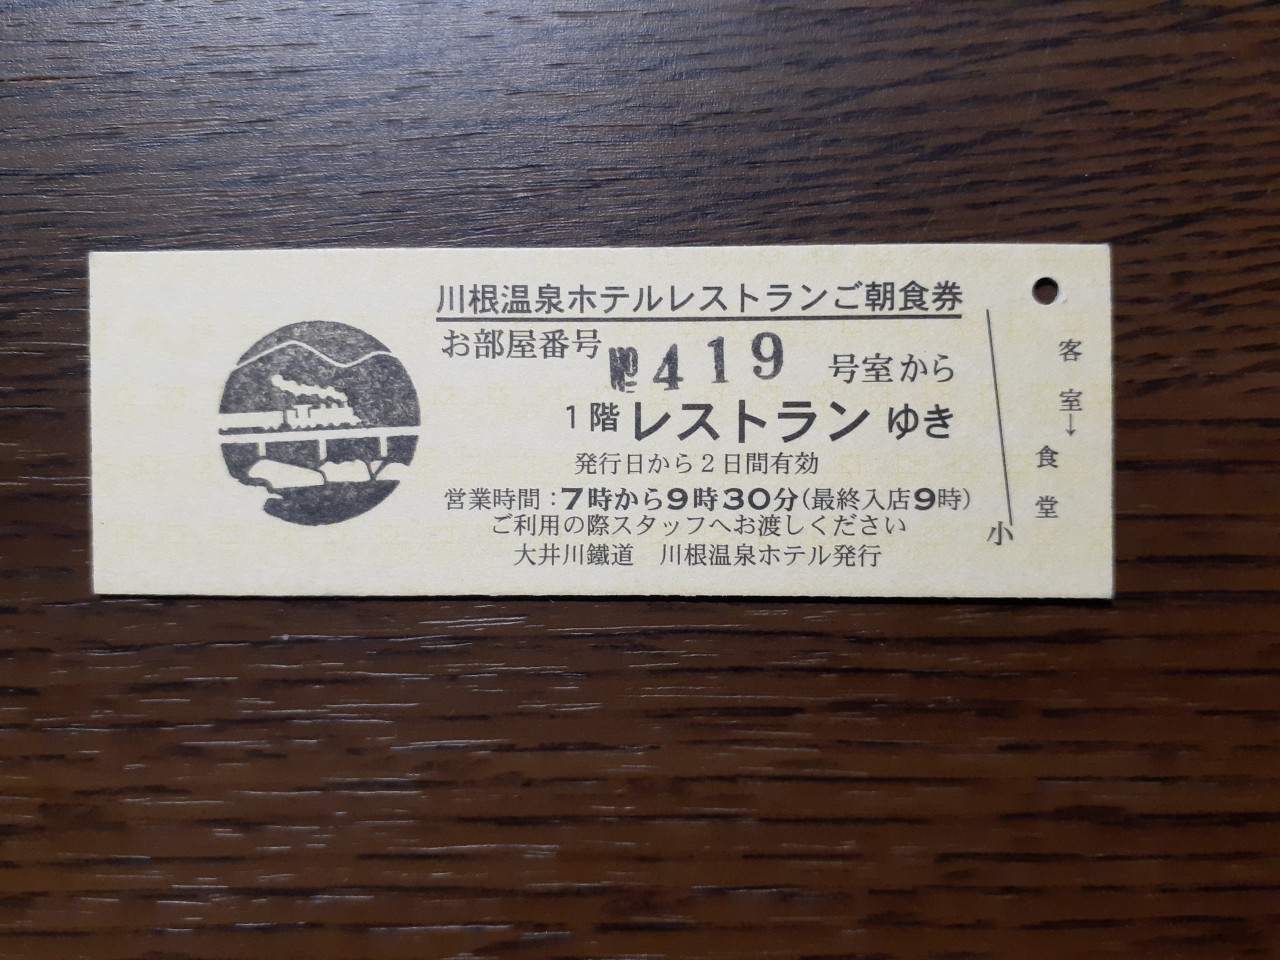 川根温泉ホテルレストランご朝食券
お部屋番号 № 419 号室から
1階 レストラン ゆき
発行日から2日間有効
営業時間:7時から9時30分(最終入店9時)
ご利用の際スタッフへお渡しください
大井川鐵道 川根温泉ホテル発行
小
客室→
食堂